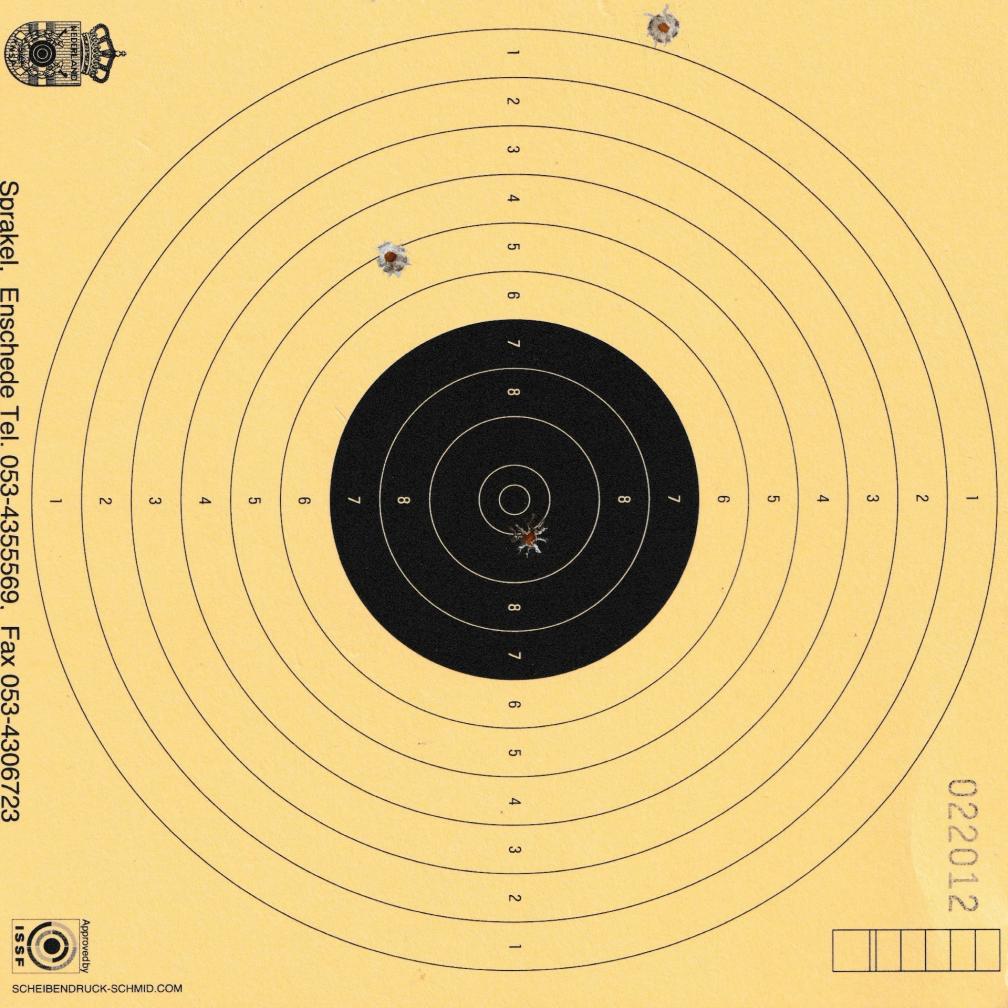 NEDERLAND
Sprakel, Enschede Tel. 053-4355569, Fax 053-4306723
1
2
3
4
5
6
7
8
1 2 3 4 5 6 7 8 8 7 6 5 4 3 2 1
8
7
6
5
4
3
2
1
022012
Approved by
ISSF
SCHEIBENDRUCK-SCHMID.COM